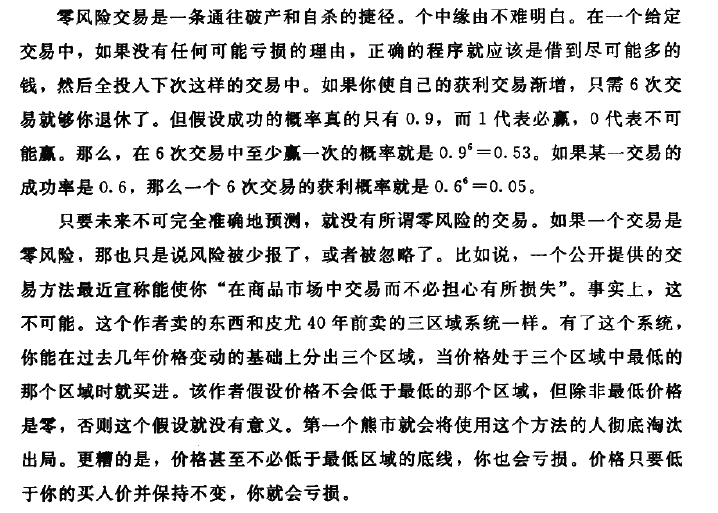 零风险交易是一条通往破产和自杀的捷径。个中缘由不难明白。在一个给定
交易中，如果没有任何可能亏损的理由，正确的程序就应该是借到尽可能多的
钱，然后全投入下次这样的交易中。如果你使自己的获利交易渐增，只需6次交
易就够你退休了。但假设成功的概率真的只有0.9，而1代表必赢，0代表不可
能赢。那么，在6次交易中至少赢一次的概率就是0.9⁶＝0.53。如果某一交易的
成功率是0.6，那么一个6次交易的获利概率就是0.6⁶＝0.05。
只要未来不可完全准确地预测，就没有所谓零风险的交易。如果一个交易是
零风险，那也只是说风险被少报了，或者被忽略了。比如说，一个公开提供的交
易方法最近宣称能使你“在商品市场中交易而不必担心有所损失”。事实上，这
不可能。这个作者卖的东西和皮尤40年前卖的三区域系统一样。有了这个系统，
你能在过去几年价格变动的基础上分出三个区域，当价格处于三个区域中最低的
那个区域时就买进。该作者假设价格不会低于最低的那个区域，但除非最低价格
是零，否则这个假设就没有意义。第一个熊市就会将使用这个方法的人彻底淘汰
出局。更糟的是，价格甚至不必低于最低区域的底线，你也会亏损。价格只要低
于你的买入价并保持不变，你就会亏损。